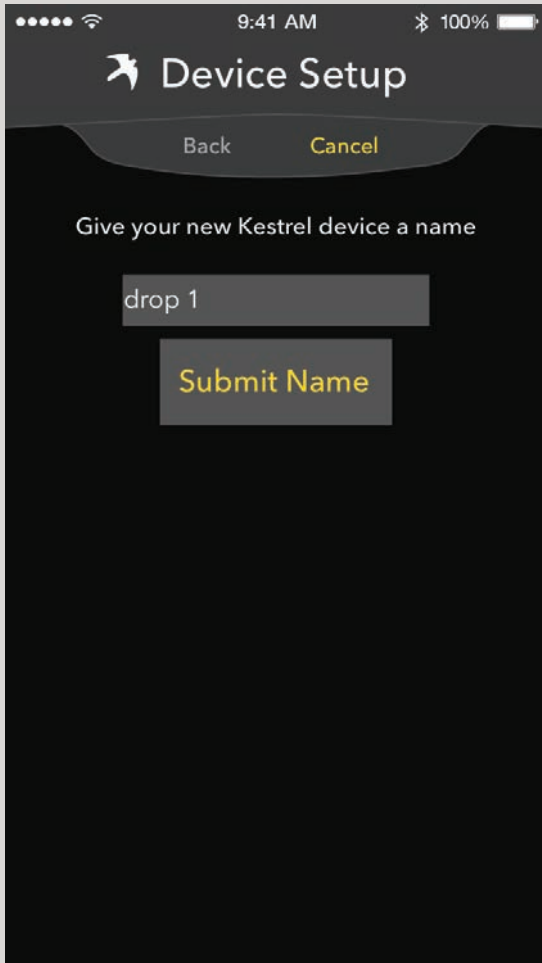 9:41 AM 100%
Device Setup
Back Cancel
Give your new Kestrel device a name
drop 1
Submit Name